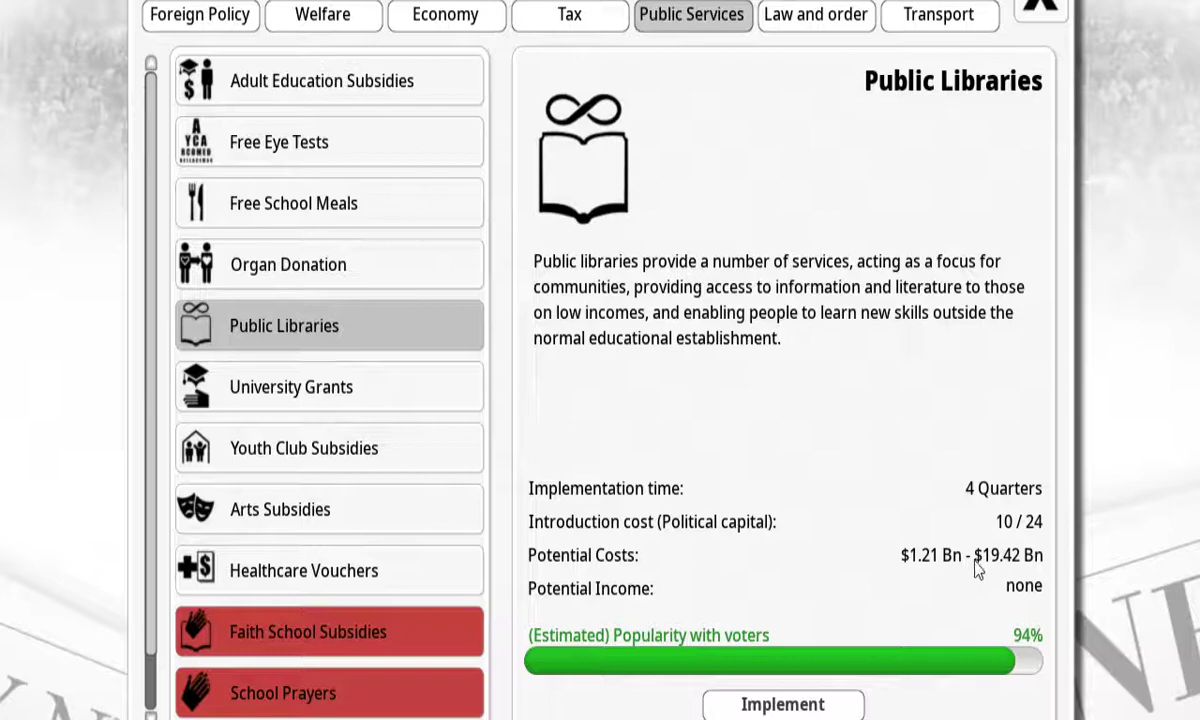 Foreign Policy
Welfare
Economy
Tax
Public Services
Law and order
Transport
X
Adult Education Subsidies
Free Eye Tests
Free School Meals
Organ Donation
Public Libraries
University Grants
Youth Club Subsidies
Arts Subsidies
Healthcare Vouchers
Faith School Subsidies
School Prayers
Public Libraries
Public libraries provide a number of services, acting as a focus for
communities, providing access to information and literature to those
on low incomes, and enabling people to learn new skills outside the
normal educational establishment.
Implementation time: 4 Quarters
Introduction cost (Political capital): 10 / 24
Potential Costs: $1.21 Bn - $19.42 Bn
Potential Income: none
(Estimated) Popularity with voters 94%
Implement